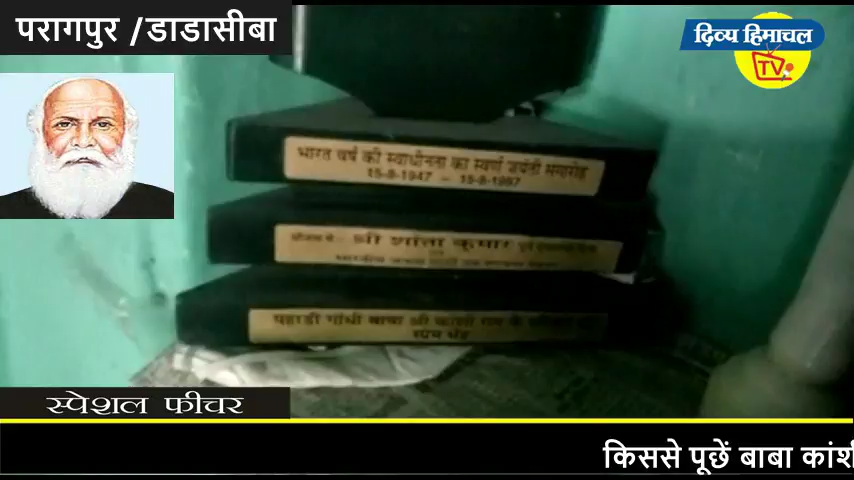 परागपुर /डाडासीबा
दिव्य हिमाचल
TV
भारत वर्ष की स्वाधीनता का स्वर्ण जयंती समारोह
15-8-1947 - 15-8-1997
श्री शांता कुमार
पहाड़ी गांधी बाबा श्री कांशी राम के
सप्रेम भेंट
स्पेशल फीचर
किससे पूछें बाबा कांशी